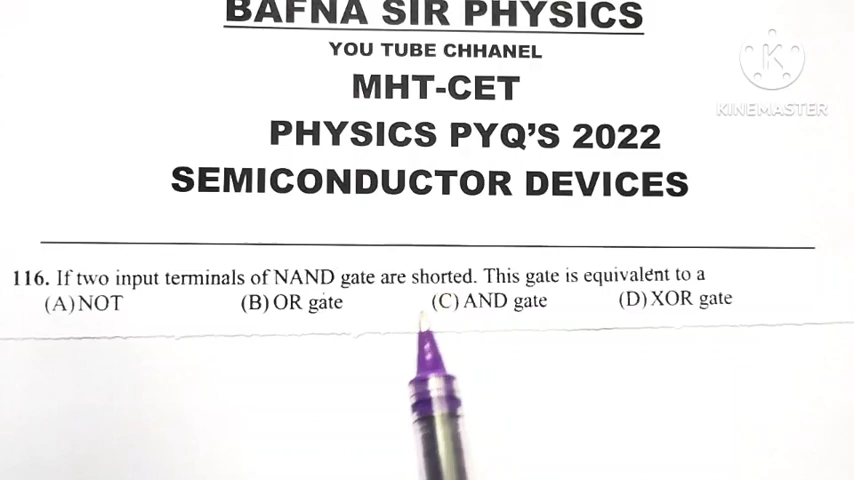 BAFNA SIR PHYSICS
YOU TUBE CHHANEL
MHT-CET
PHYSICS PYQ'S 2022
SEMICONDUCTOR DEVICES
KINEMASTER
116. If two input terminals of NAND gate are shorted. This gate is equivalent to a
(A) NOT (B) OR gate (C) AND gate (D) XOR gate